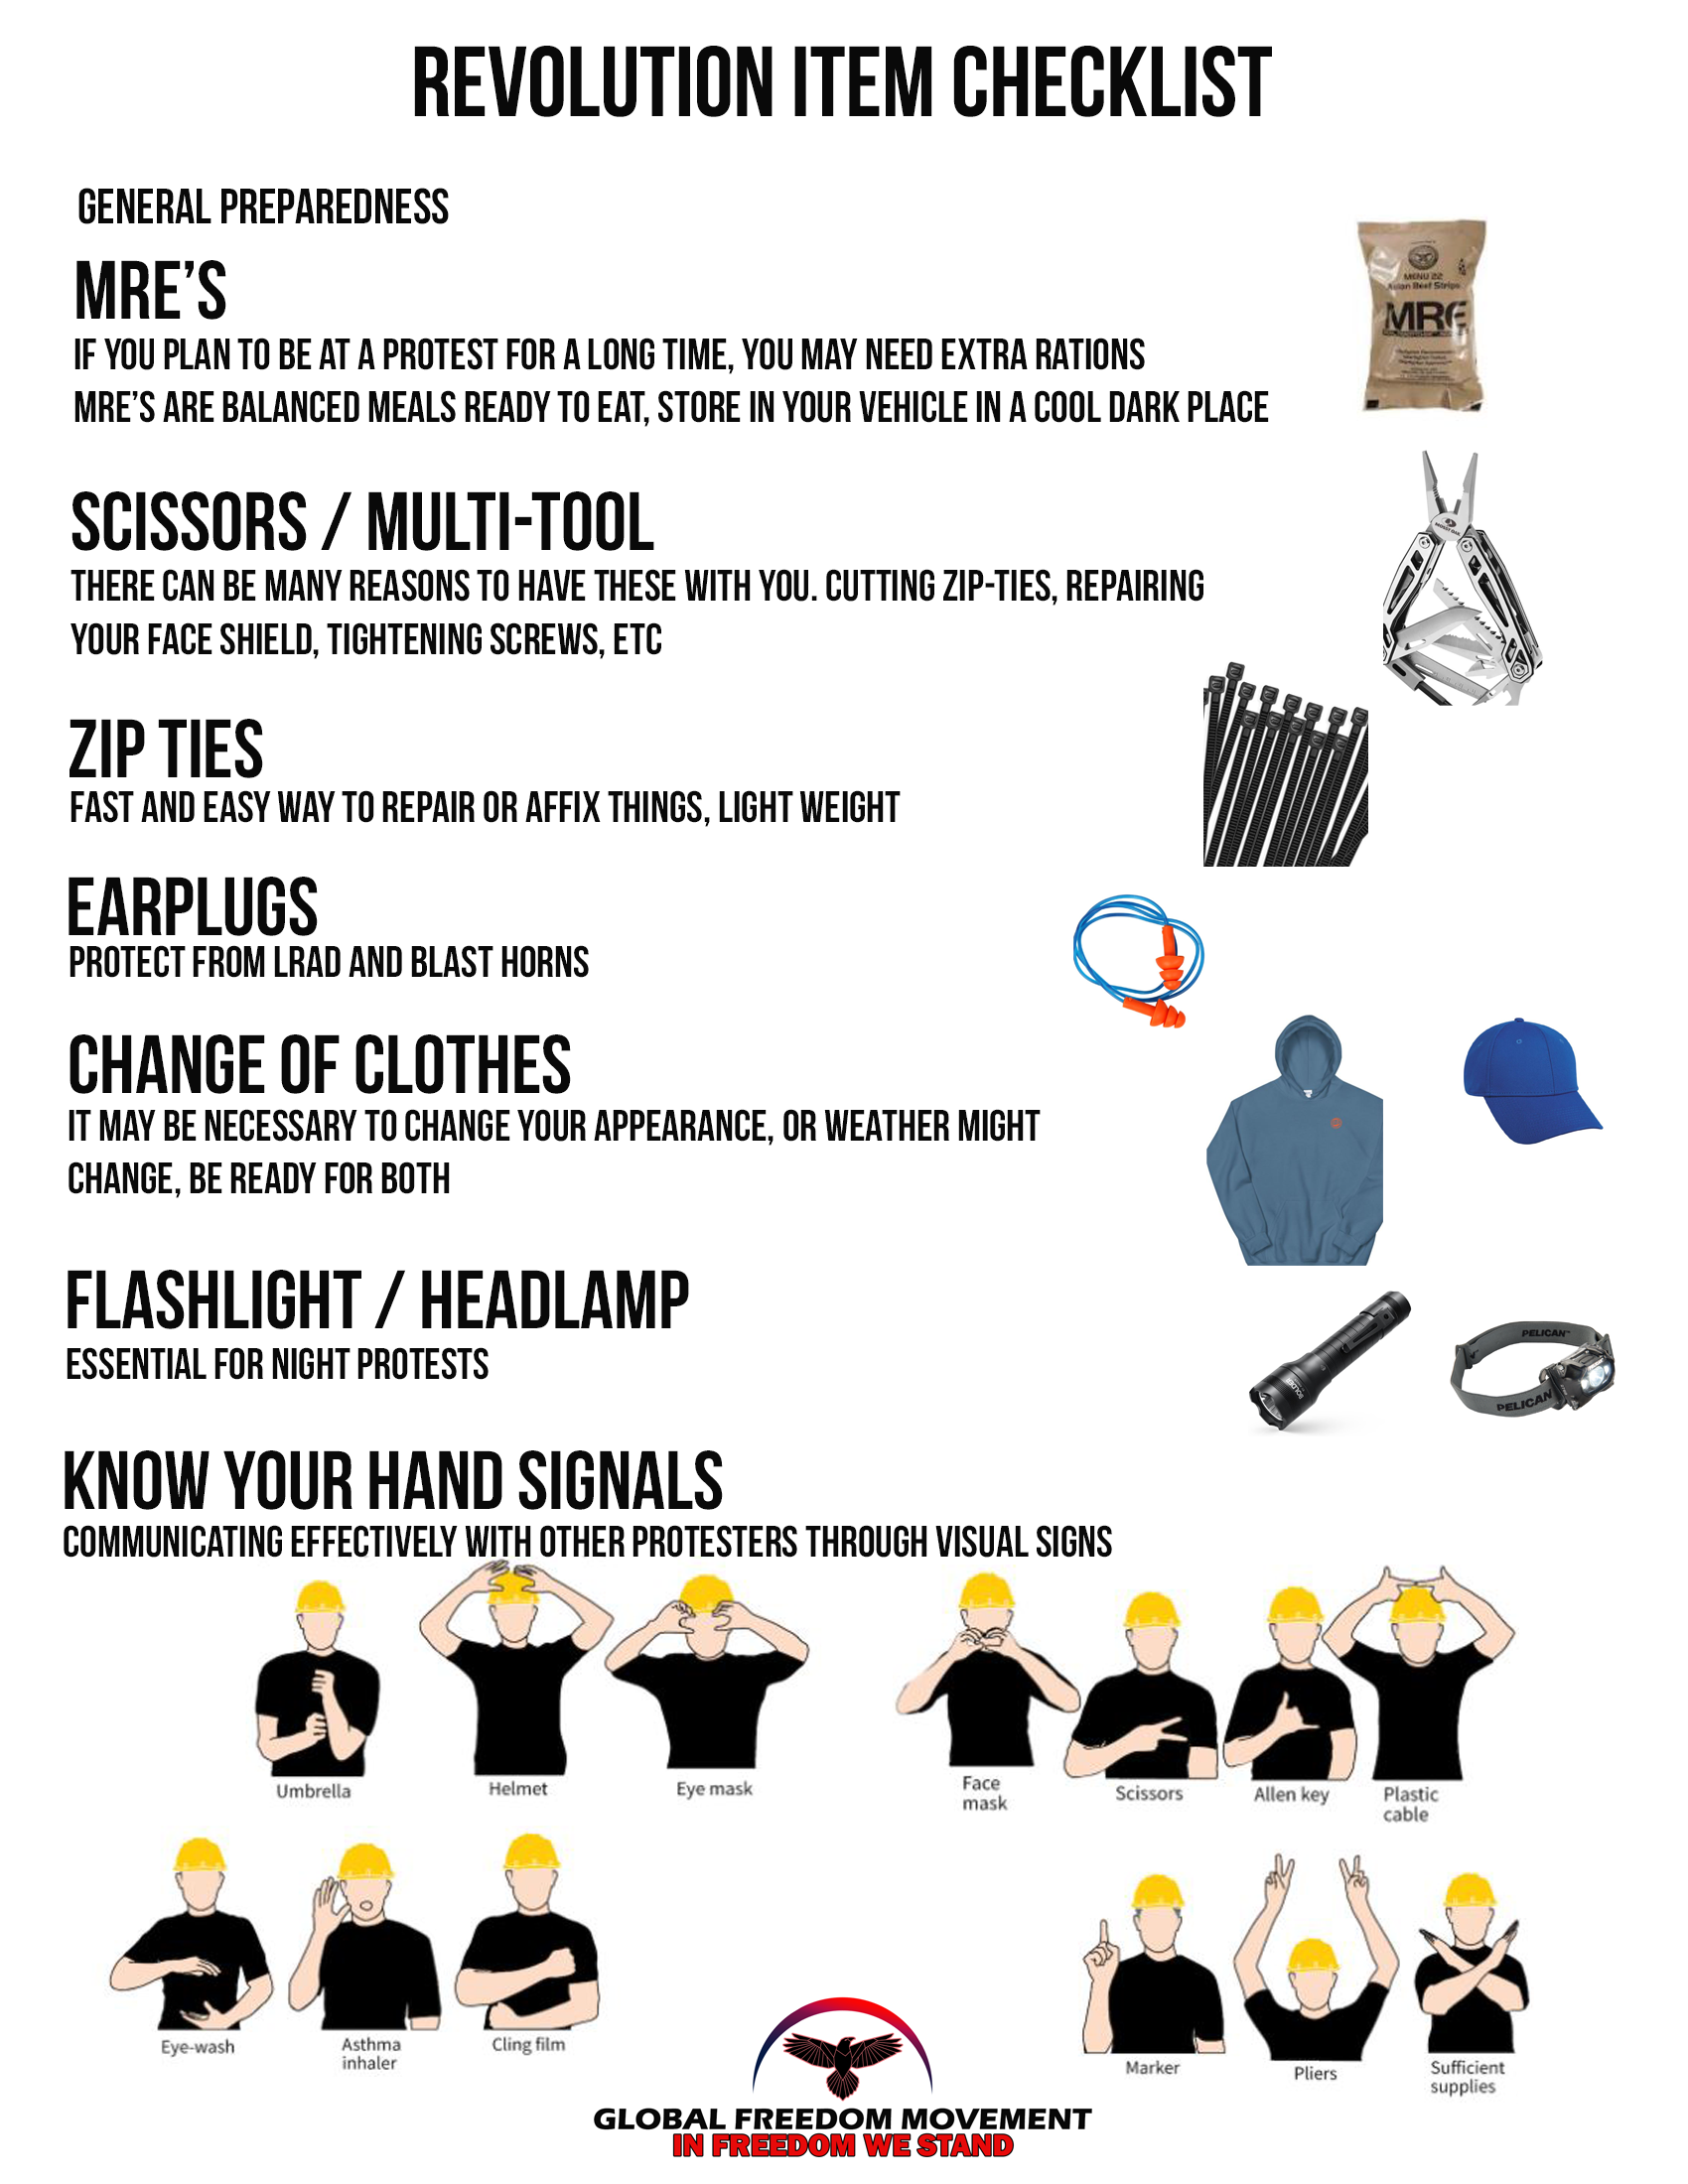 REVOLUTION ITEM CHECKLIST
GENERAL PREPAREDNESS
MRE'S
IF YOU PLAN TO BE AT A PROTEST FOR A LONG TIME, YOU MAY NEED EXTRA RATIONS
MRE'S ARE BALANCED MEALS READY TO EAT, STORE IN YOUR VEHICLE IN A COOL DARK PLACE
MENU 22
Asian Beef Strips
MRE
SCISSORS / MULTI-TOOL
THERE CAN BE MANY REASONS TO HAVE THESE WITH YOU. CUTTING ZIP-TIES, REPAIRING
YOUR FACE SHIELD, TIGHTENING SCREWS, ETC
ZIP TIES
FAST AND EASY WAY TO REPAIR OR AFFIX THINGS, LIGHT WEIGHT
EARPLUGS
PROTECT FROM LRAD AND BLAST HORNS
CHANGE OF CLOTHES
IT MAY BE NECESSARY TO CHANGE YOUR APPEARANCE, OR WEATHER MIGHT
CHANGE, BE READY FOR BOTH
FLASHLIGHT / HEADLAMP
ESSENTIAL FOR NIGHT PROTESTS
PELICAN
PELICAN
KNOW YOUR HAND SIGNALS
COMMUNICATING EFFECTIVELY WITH OTHER PROTESTERS THROUGH VISUAL SIGNS
Umbrella
Helmet
Eye mask
Face
mask
Scissors
Allen key
Plastic
cable
Eye-wash
Asthma
inhaler
Cling film
Marker
Pliers
Sufficient
supplies
GLOBAL FREEDOM MOVEMENT
IN FREEDOM WE STAND